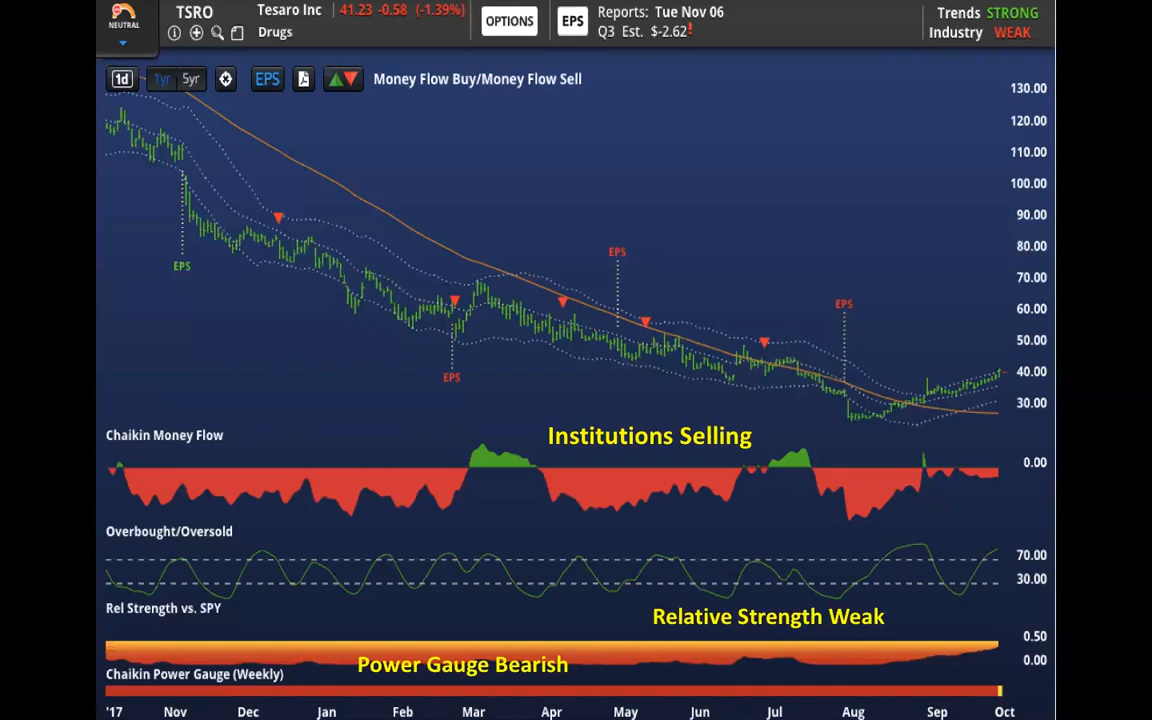 NEUTRAL
TSRO
Tesaro Inc
Drugs
41.23 -0.58 (-1.39%)
OPTIONS
EPS
Reports: Tue Nov 06
Q3 Est. $-2.62!
Trends STRONG
Industry WEAK
1d
1yr 5yr
EPS
Money Flow Buy/Money Flow Sell
130.00
120.00
110.00
100.00
90.00
80.00
70.00
60.00
50.00
40.00
30.00
EPS
EPS
EPS
EPS
Chaikin Money Flow
Institutions Selling
0.00
Overbought/Oversold
70.00
30.00
Rel Strength vs. SPY
Relative Strength Weak
0.50
0.00
Power Gauge Bearish
Chaikin Power Gauge (Weekly)
'17 Nov Dec Jan Feb Mar Apr May Jun Jul Aug Sep Oct